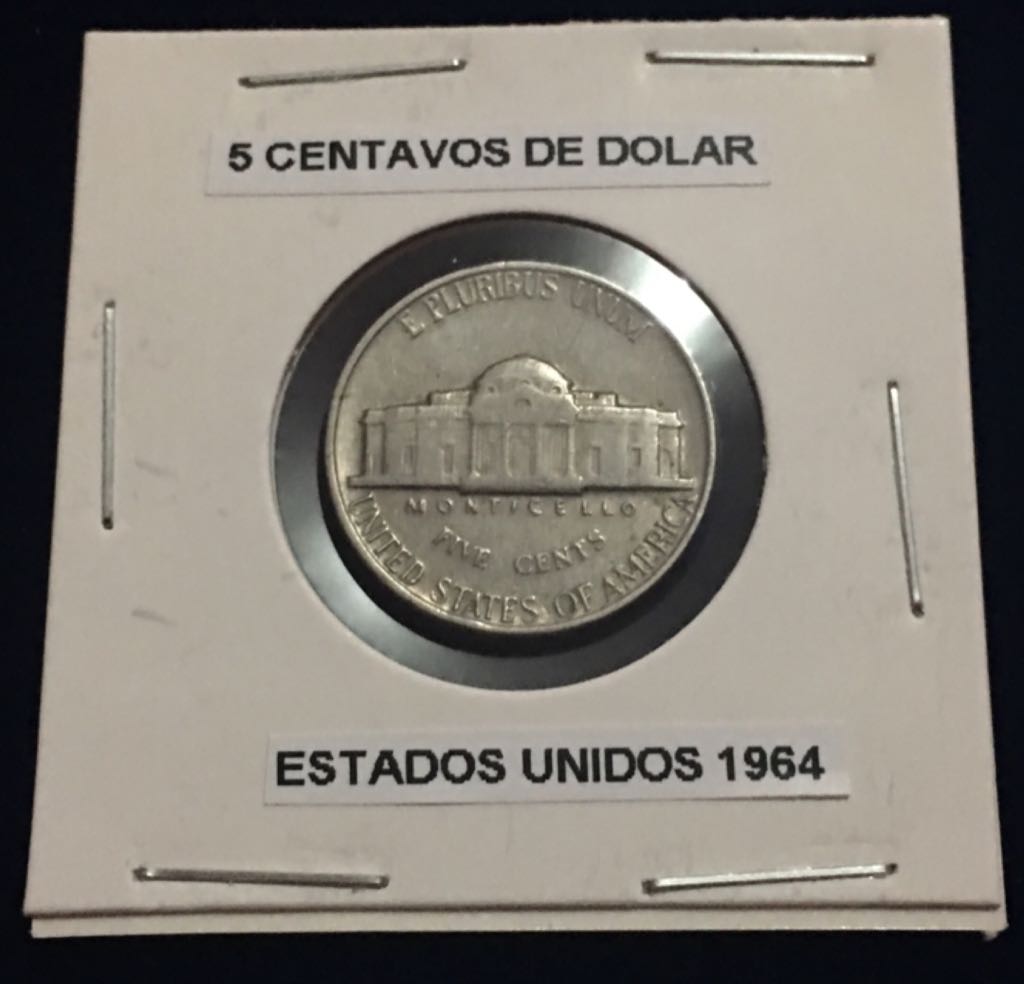 5 CENTAVOS DE DOLAR
E PLURIBUS UNUM
MONTICELLO
FIVE CENTS
UNITED STATES OF AMERICA
ESTADOS UNIDOS 1964